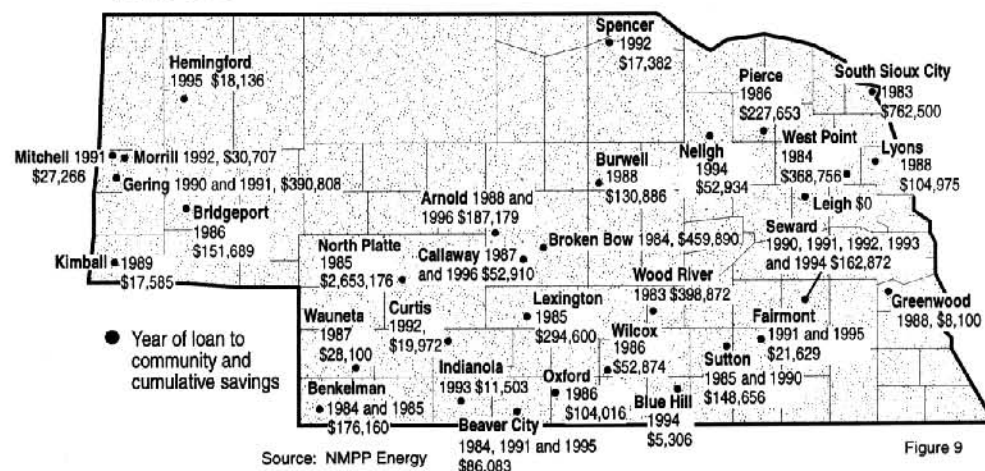 Spencer
1992
$17,382
Hemingford
1995 $18,136
Pierce
1986
$227,653
South Sioux City
1983
$762,500
Mitchell 1991
$27,266
Morrill 1992, $30,707
Gering 1990 and 1991, $390,808
Bridgeport
1986
$151,689
Kimball
1989
$17,585
Burwell
1988
$130,886
Neligh
1994
$52,934
West Point
1984
$368,756
Lyons
1988
$104,975
Leigh $0
Arnold 1988 and
1996 $187,179
North Platte
1985
$2,653,176
Callaway 1987
and 1996 $52,910
Broken Bow 1984, $459,890
Seward
1990, 1991, 1992, 1993
and 1994 $162,872
Wood River
1983 $398,872
Greenwood
1988, $8,100
Wauneta
1987
$28,100
Curtis
1992,
$19,972
Lexington
1985
$294,600
Wilcox
1986
$52,874
Fairmont
1991 and 1995
$21,629
Sutton
1985 and 1990
$148,656
Year of loan to
community and
cumulative savings
Benkelman
1984 and 1985
$176,160
Indianola
1993 $11,503
Oxford
1986
$104,016
Blue Hill
1994
$5,306
Beaver City
1984, 1991 and 1995
$86,083
Source: NMPP Energy
Figure 9